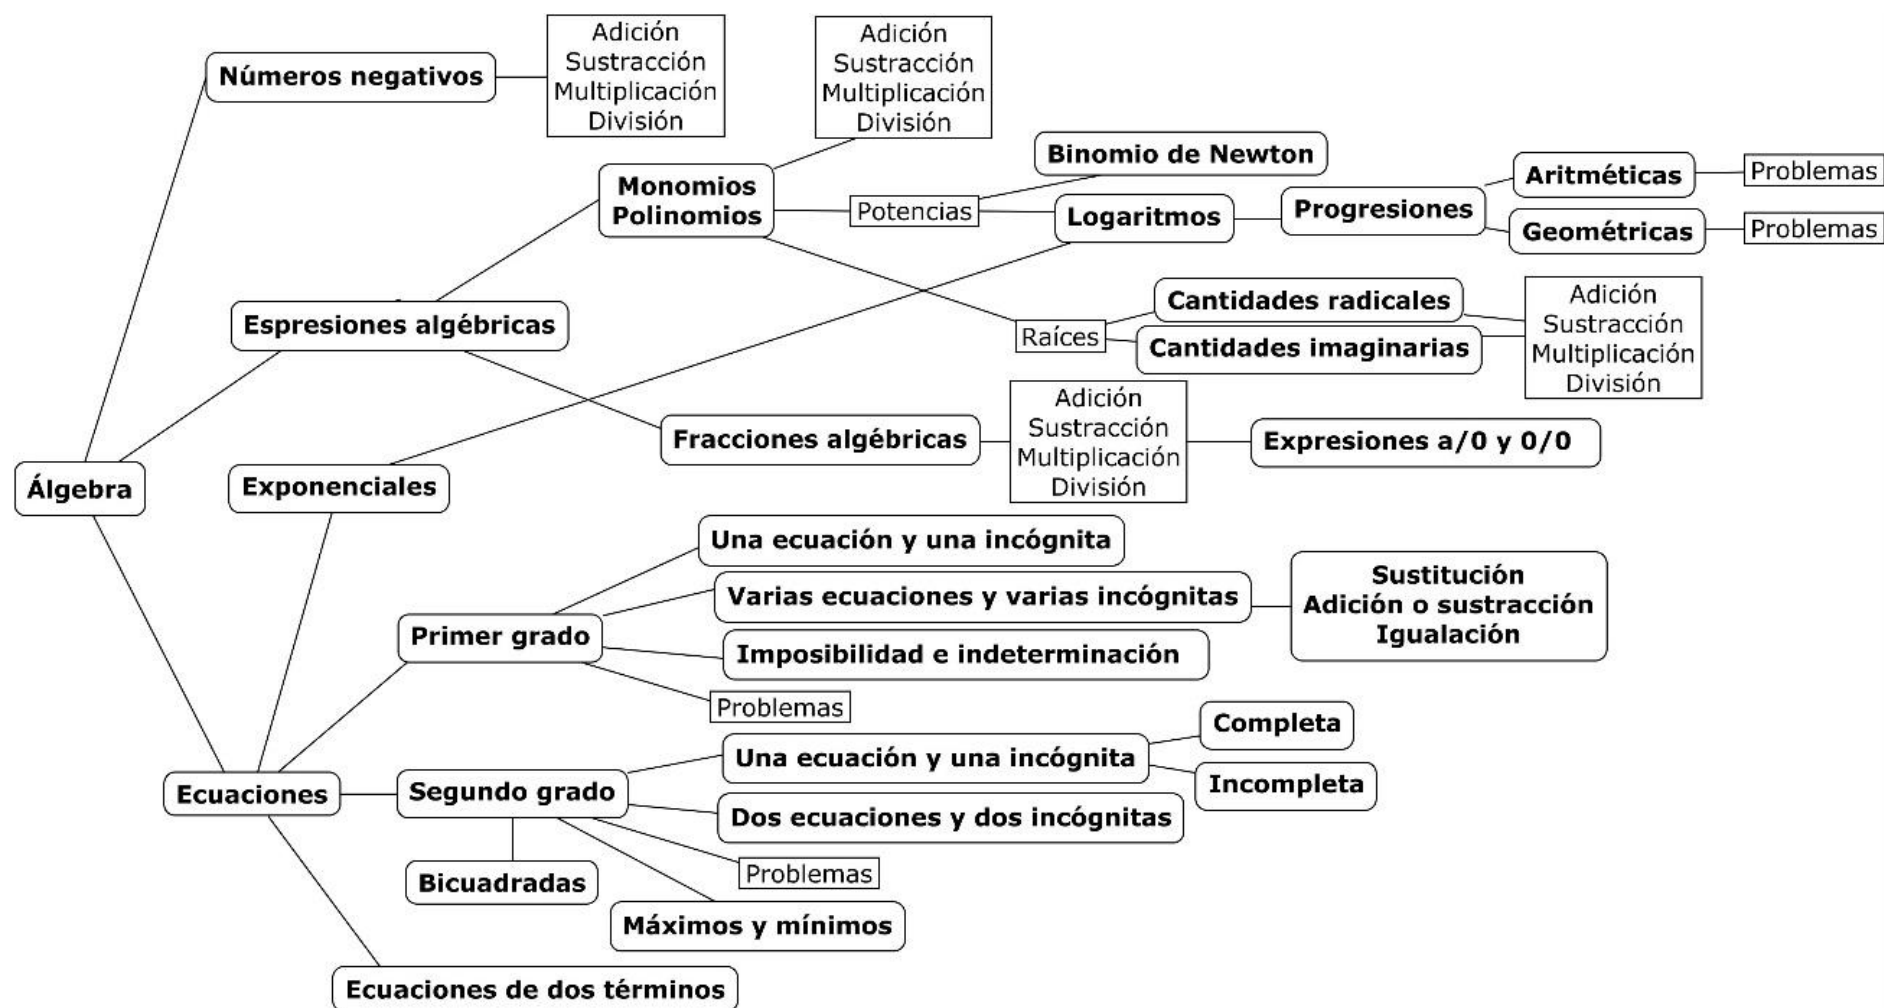 Adición
Sustracción
Multiplicación
División
Adición
Sustracción
Multiplicación
División
Números negativos
Binomio de Newton
Monomios
Polinomios
Aritméticas
Problemas
Potencias
Logaritmos
Progresiones
Geométricas
Problemas
Espresiones algébricas
Cantidades radicales
Raíces
Cantidades imaginarias
Adición
Sustracción
Multiplicación
División
Fracciones algébricas
Adición
Sustracción
Multiplicación
División
Expresiones a/0 y 0/0
Álgebra
Exponenciales
Una ecuación y una incógnita
Varias ecuaciones y varias incógnitas
Sustitución
Adición o sustracción
Igualación
Primer grado
Imposibilidad e indeterminación
Problemas
Completa
Una ecuación y una incógnita
Incompleta
Ecuaciones
Segundo grado
Dos ecuaciones y dos incógnitas
Problemas
Bicuadradas
Máximos y mínimos
Ecuaciones de dos términos